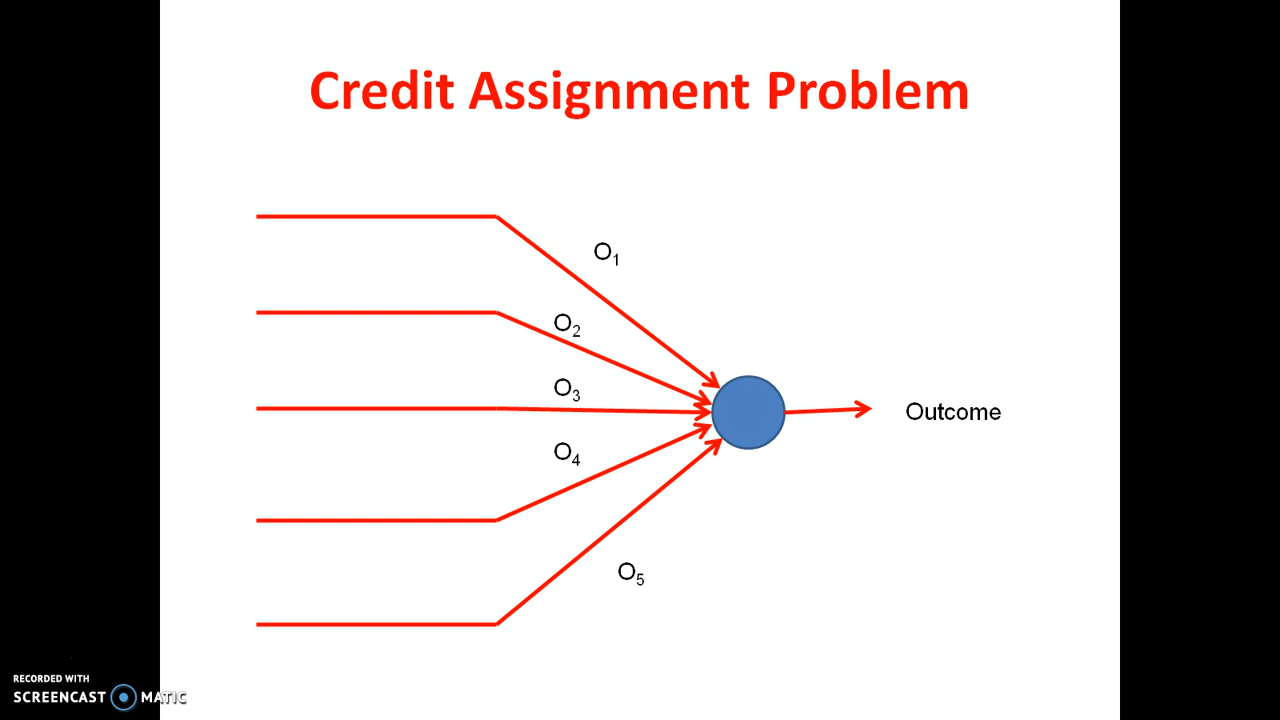 Credit Assignment Problem
O₁
O₂
O₃
O₄
Outcome
O₅
RECORDED WITH
SCREENCAST MATIC